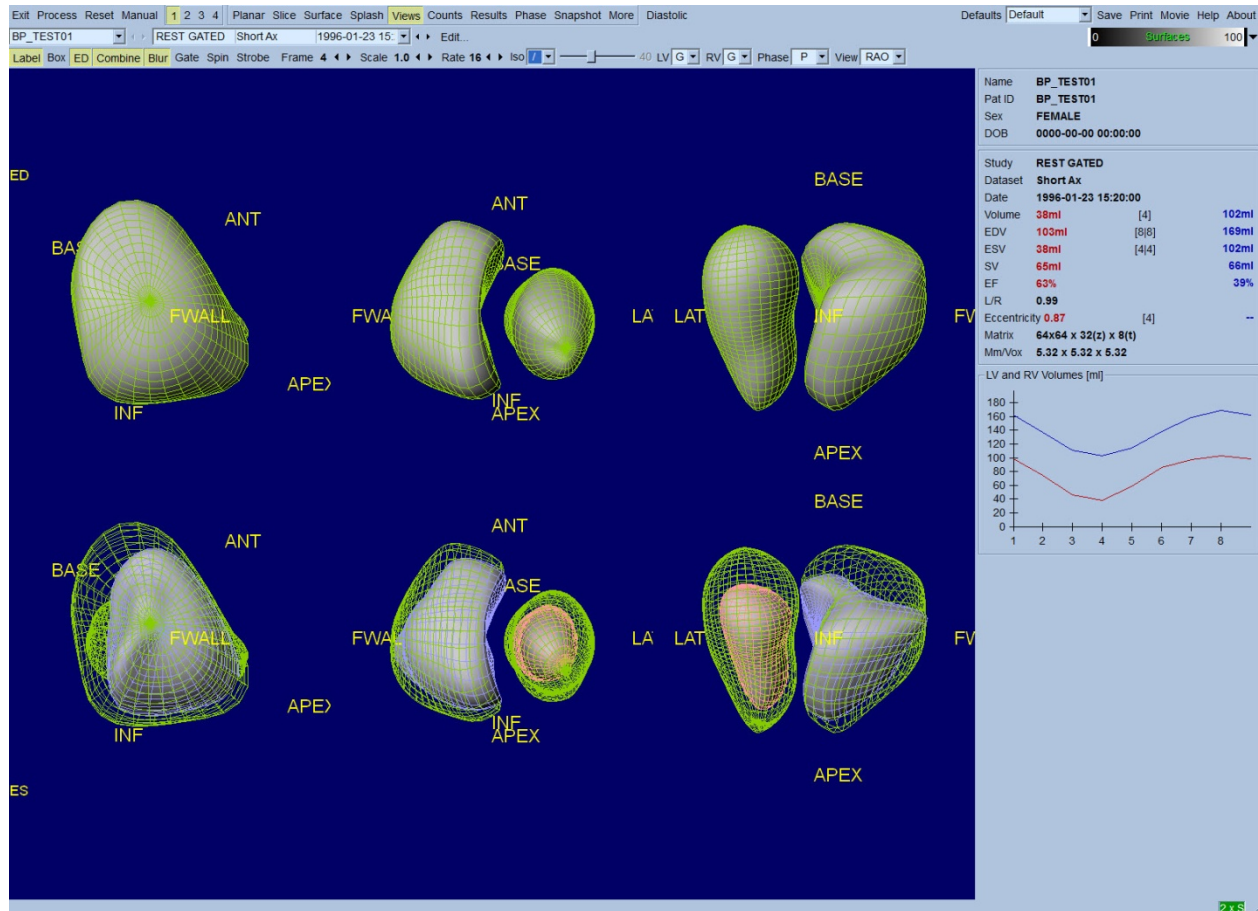 Exit Process Reset Manual 1 2 3 4 Planar Slice Surface Splash Views Counts Results Phase Snapshot More Diastolic Defaults Default Save Print Movie Help About
BP_TEST01 REST GATED Short Ax 1996-01-23 15: Edit... 0 Surfaces 100
Label Box ED Combine Blur Gate Spin Strobe Frame 4 Scale 1.0 Rate 16 Iso 40 LV G RV G Phase P View RAO
Name BP_TEST01
Pat ID BP_TEST01
Sex FEMALE
DOB 0000-00-00 00:00:00
Study REST GATED
Dataset Short Ax
Date 1996-01-23 15:20:00
Volume 38ml [4] 102ml
EDV 103ml [8|8] 169ml
ESV 38ml [4|4] 102ml
SV 65ml 66ml
EF 63% 39%
L/R 0.99
Eccentricity 0.87 [4] --
Matrix 64x64 x 32(z) x 8(t)
Mm/Vox 5.32 x 5.32 x 5.32
LV and RV Volumes [ml]
180
160
140
120
100
80
60
40
20
0
1 2 3 4 5 6 7 8
ED
BASE
ANT ANT
BAS BASE
FWALL FWA LA LAT INF FW
APEX
INF INF
APEX
APEX
BASE
ANT ANT
BASE ASE
FWALL FWAL LA LAT INF FW
APEX
INF INF
APEX
APEX
ES
2 x S